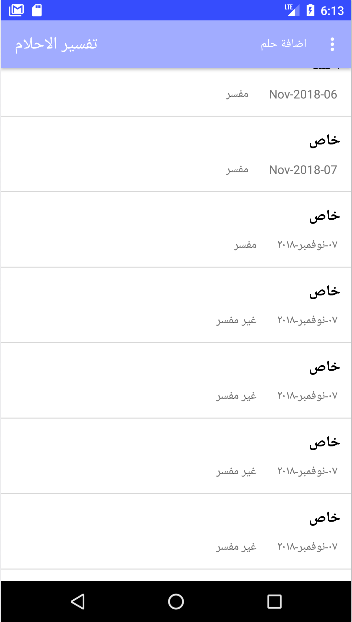 6:13
تفسير الاحلام
اضافة حلم
06-Nov-2018 مفسر
خاص
07-Nov-2018 مفسر
خاص
٠٧-نوفمبر-٢٠١٨ مفسر
خاص
٠٧-نوفمبر-٢٠١٨ غير مفسر
خاص
٠٧-نوفمبر-٢٠١٨ غير مفسر
خاص
٠٧-نوفمبر-٢٠١٨ غير مفسر
خاص
٠٧-نوفمبر-٢٠١٨ غير مفسر